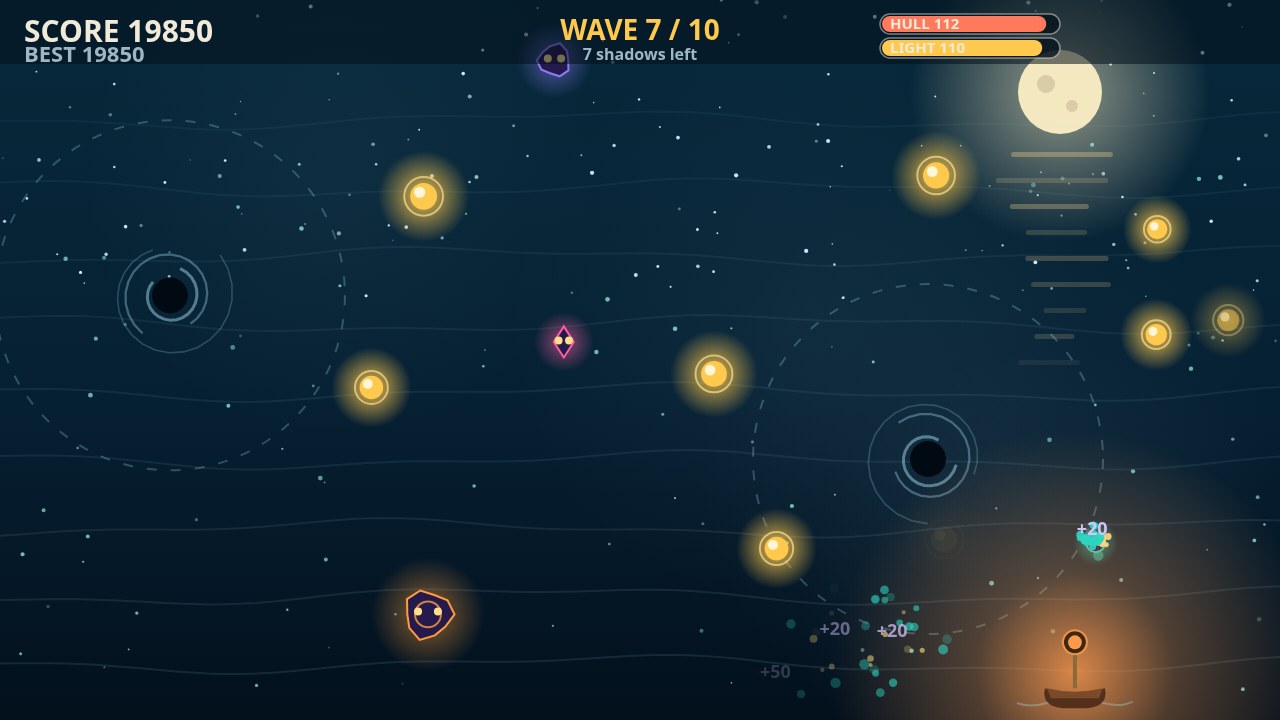 SCORE 19850
BEST 19850
WAVE 7 / 10
7 shadows left
HULL 112
LIGHT 110
+20
+20
+20
+50